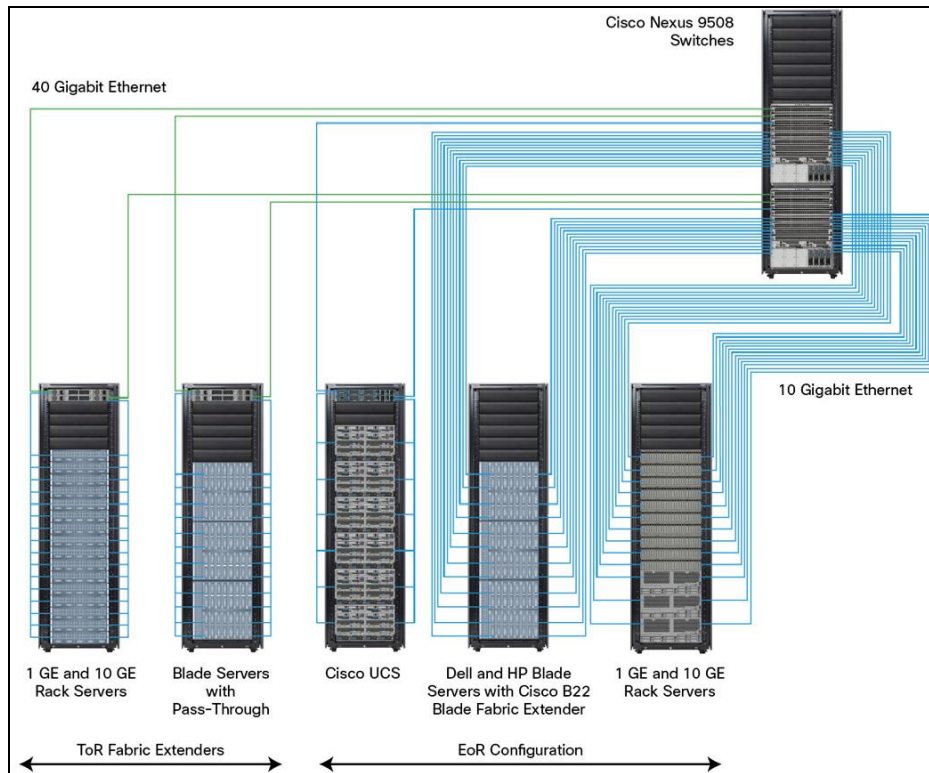 Cisco Nexus 9508
Switches
40 Gigabit Ethernet
10 Gigabit Ethernet
1 GE and 10 GE
Rack Servers
Blade Servers
with
Pass-Through
Cisco UCS
Dell and HP Blade
Servers with Cisco B22
Blade Fabric Extender
1 GE and 10 GE
Rack Servers
ToR Fabric Extenders
EoR Configuration